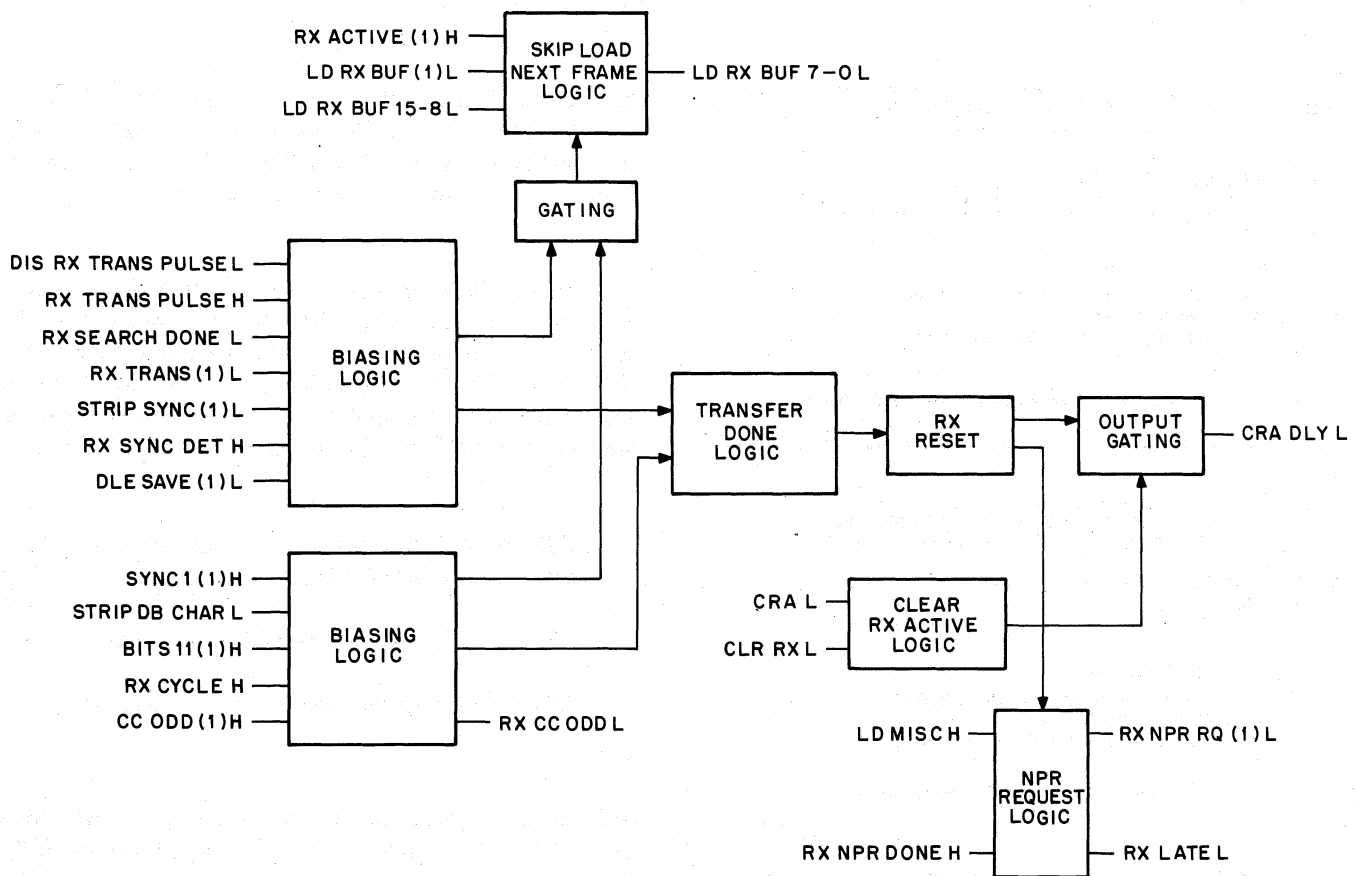 RX ACTIVE (1) H
LD RX BUF (1) L
LD RX BUF 15-8 L
SKIP LOAD
NEXT FRAME
LOGIC
LD RX BUF 7-0 L
GATING
DIS RX TRANS PULSE L
RX TRANS PULSE H
RX SEARCH DONE L
RX TRANS (1) L
STRIP SYNC (1) L
RX SYNC DET H
DLE SAVE (1) L
BIASING
LOGIC
TRANSFER
DONE
LOGIC
RX
RESET
OUTPUT
GATING
CRA DLY L
SYNC 1 (1) H
STRIP DB CHAR L
BITS 11 (1) H
RX CYCLE H
CC ODD (1) H
BIASING
LOGIC
RX CC ODD L
CRA L
CLR RX L
CLEAR
RX ACTIVE
LOGIC
LD MISC H
RX NPR DONE H
NPR
REQUEST
LOGIC
RX NPR RQ (1) L
RX LATE L